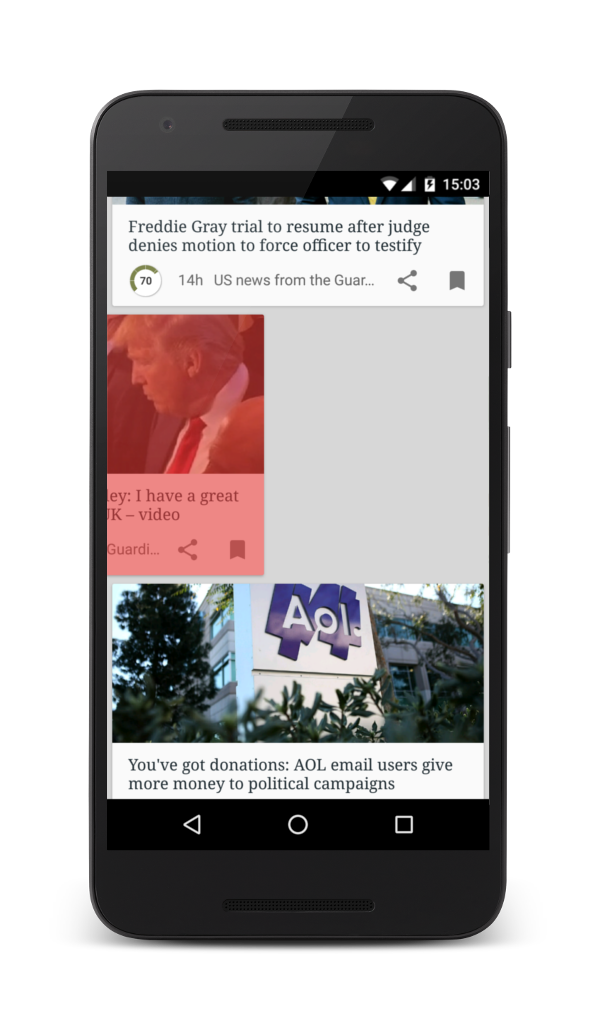 15:03
Freddie Gray trial to resume after judge
denies motion to force officer to testify
70 14h US news from the Guar...
ley: I have a great
UK – video
Guardi...
Aol.
You've got donations: AOL email users give
more money to political campaigns